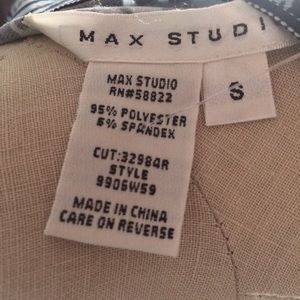 MAX STUDI
MAX STUDIO
RN#58822
S
95% POLYESTER
5% SPANDEX
CUT:32984R
STYLE
9906W59
MADE IN CHINA
CARE ON REVERSE